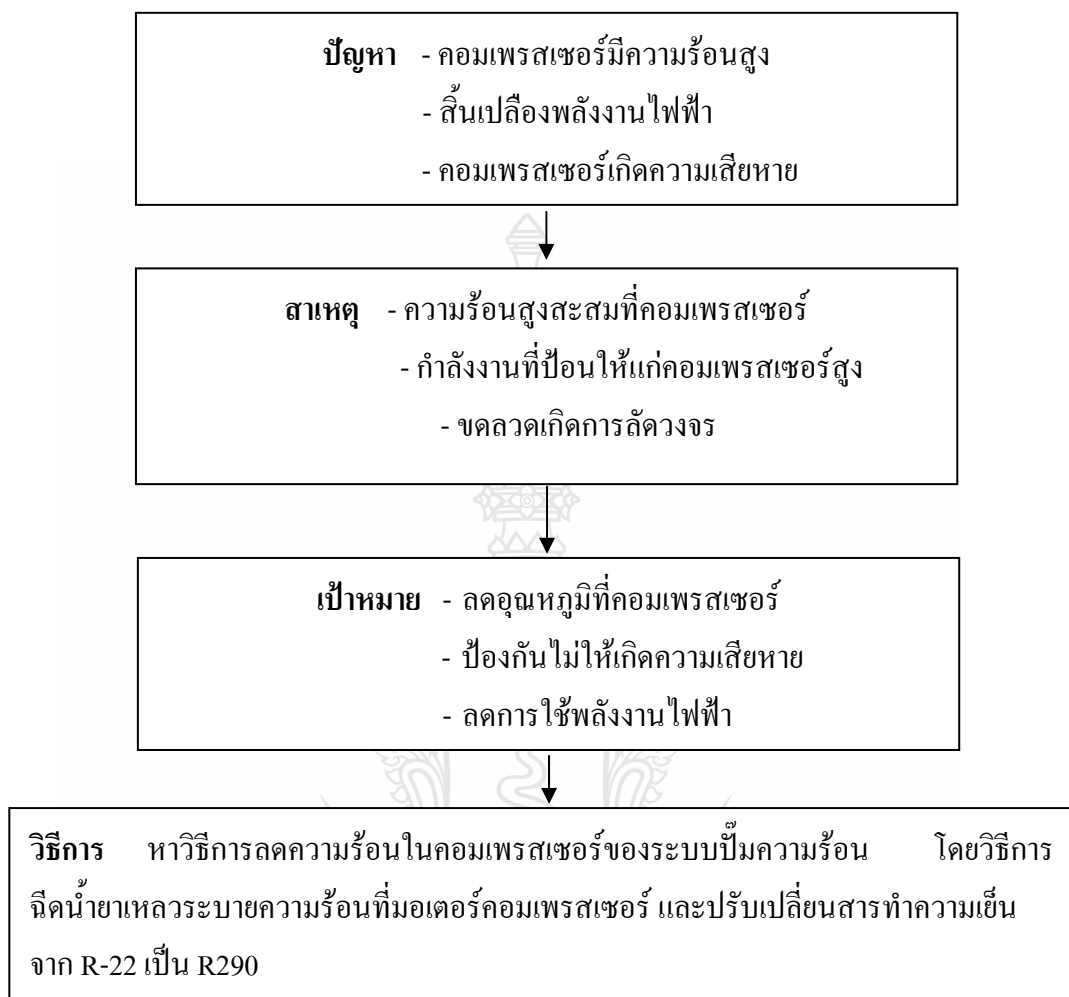 ปัญหา - คอมเพรสเซอร์มีความร้อนสูง
- สิ้นเปลืองพลังงานไฟฟ้า
- คอมเพรสเซอร์เกิดความเสียหาย
สาเหตุ - ความร้อนสูงสะสมที่คอมเพรสเซอร์
- กำลังงานที่ป้อนให้แก่คอมเพรสเซอร์สูง
- ขดลวดเกิดการลัดวงจร
เป้าหมาย - ลดอุณหภูมิที่คอมเพรสเซอร์
- ป้องกันไม่ให้เกิดความเสียหาย
- ลดการใช้พลังงานไฟฟ้า
วิธีการ หาวิธีการลดความร้อนในคอมเพรสเซอร์ของระบบปั๊มความร้อน โดยวิธีการ
ฉีดน้ำยาเหลวระบายความร้อนที่มอเตอร์คอมเพรสเซอร์ และปรับเปลี่ยนสารทำความเย็น
จาก R-22 เป็น R290